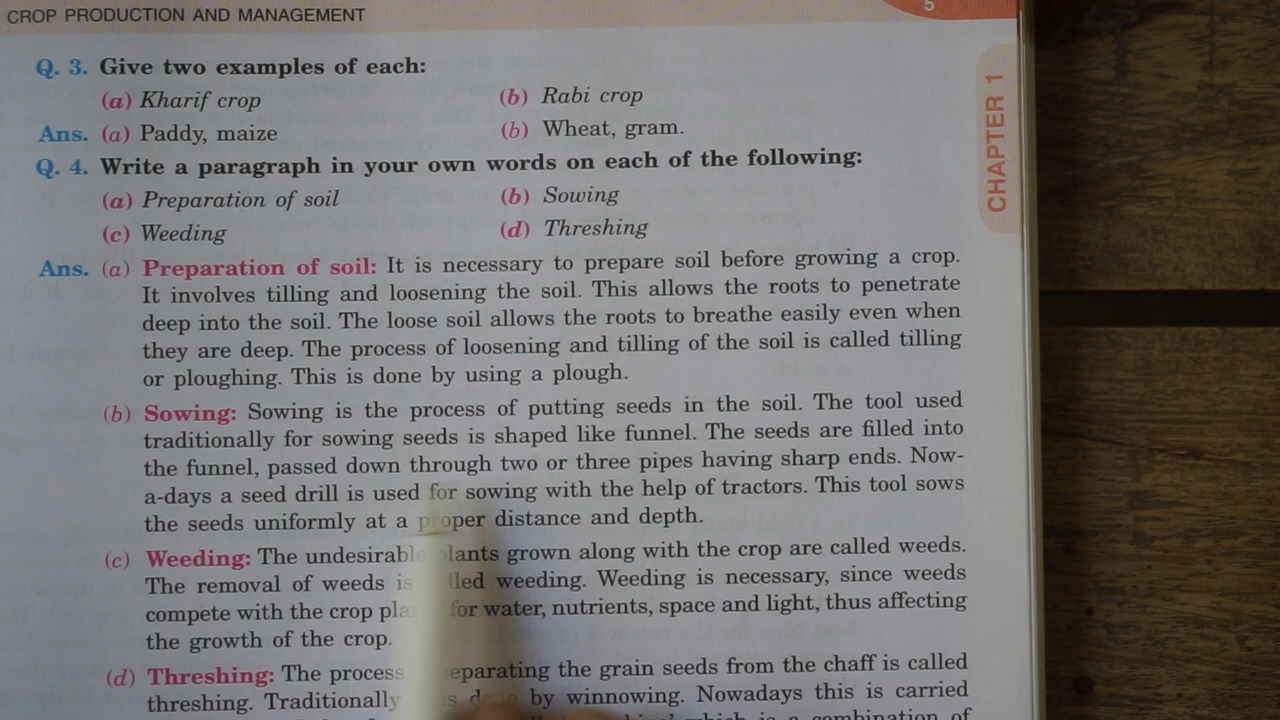 CROP PRODUCTION AND MANAGEMENT
5
CHAPTER 1
Q. 3. Give two examples of each:
(a) Kharif crop (b) Rabi crop
Ans. (a) Paddy, maize (b) Wheat, gram.
Q. 4. Write a paragraph in your own words on each of the following:
(a) Preparation of soil (b) Sowing
(c) Weeding (d) Threshing
Ans. (a) Preparation of soil: It is necessary to prepare soil before growing a crop.
It involves tilling and loosening the soil. This allows the roots to penetrate
deep into the soil. The loose soil allows the roots to breathe easily even when
they are deep. The process of loosening and tilling of the soil is called tilling
or ploughing. This is done by using a plough.
(b) Sowing: Sowing is the process of putting seeds in the soil. The tool used
traditionally for sowing seeds is shaped like funnel. The seeds are filled into
the funnel, passed down through two or three pipes having sharp ends. Now-
a-days a seed drill is used for sowing with the help of tractors. This tool sows
the seeds uniformly at a proper distance and depth.
(c) Weeding: The undesirable plants grown along with the crop are called weeds.
The removal of weeds is called weeding. Weeding is necessary, since weeds
compete with the crop for water, nutrients, space and light, thus affecting
the growth of the crop.
(d) Threshing: The process separating the grain seeds from the chaff is called
threshing. Traditionally by winnowing. Nowadays this is carried
which is a combination of